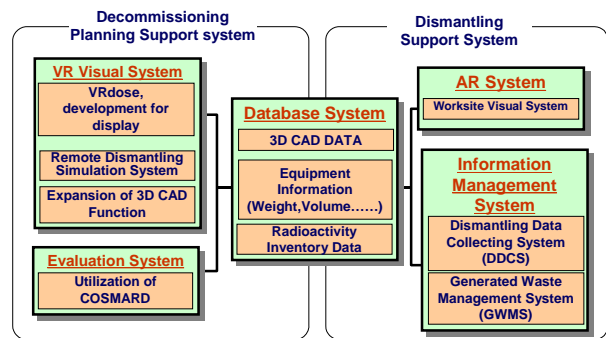 Decommissioning
Planning Support system
Dismantling
Support System
VR Visual System
VRdose,
development for
display
Remote Dismantling
Simulation System
Expansion of 3D CAD
Function
Evaluation System
Utilization of
COSMARD
Database System
3D CAD DATA
Equipment
Information
(Weight,Volume......)
Radioactivity
Inventory Data
AR System
Worksite Visual System
Information
Management
System
Dismantling Data
Collecting System
(DDCS)
Generated Waste
Management System
(GWMS)